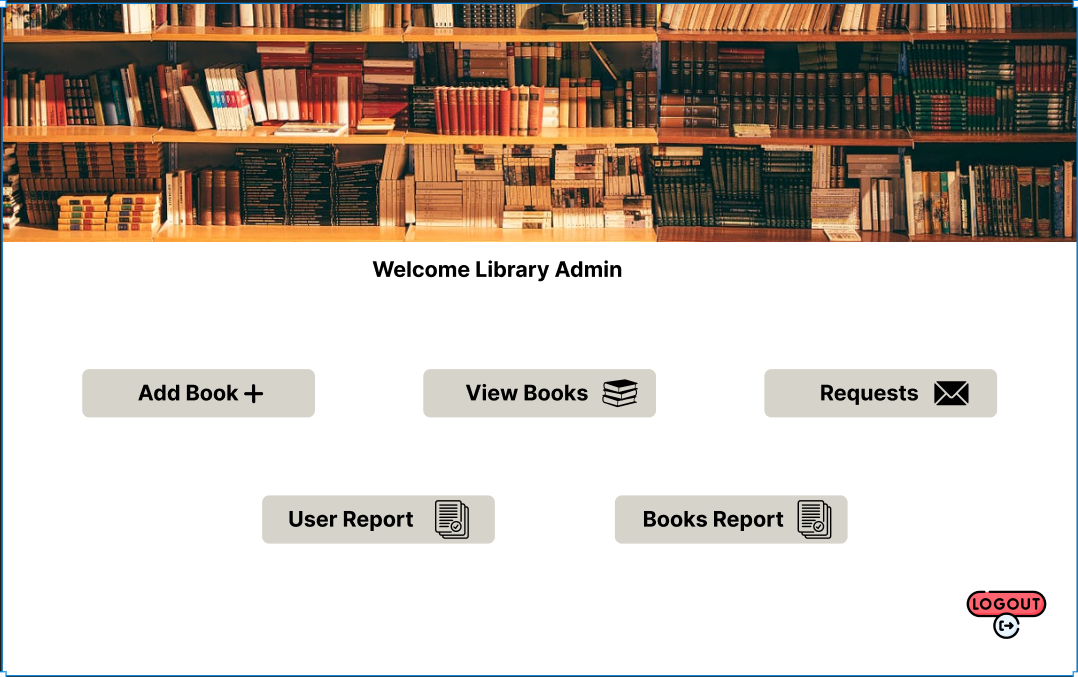 Welcome Library Admin
Add Book
View Books
Requests
User Report
Books Report
LOGOUT